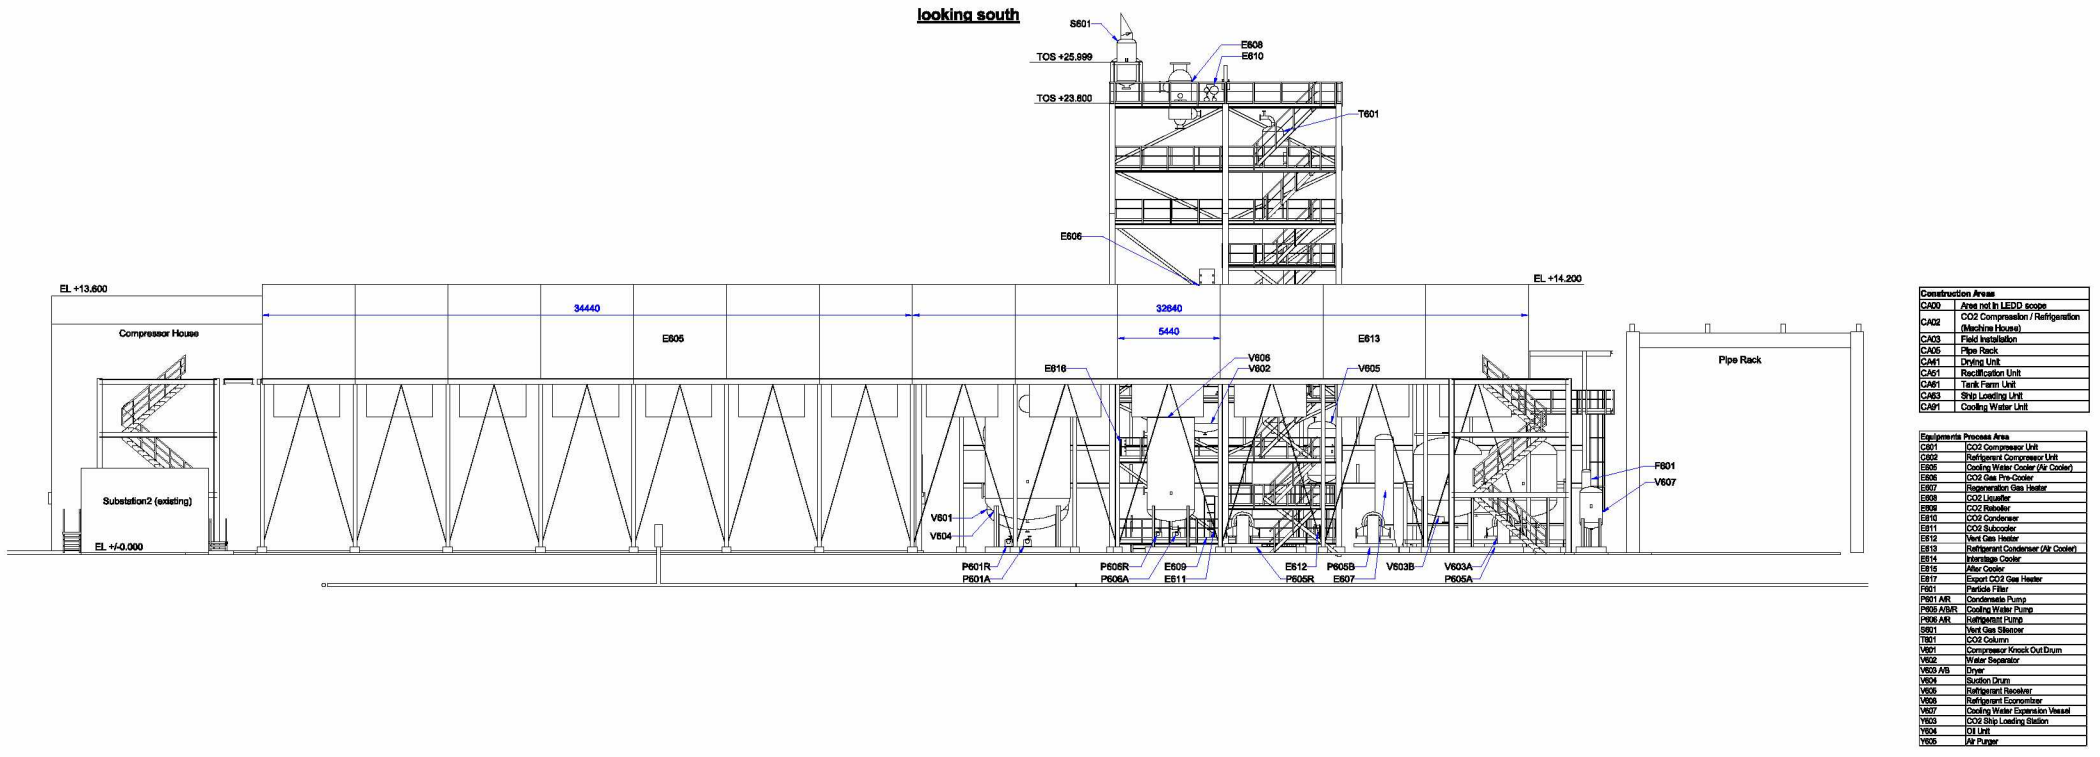 looking south
S601
E608
E610
TOS +25.999
TOS +23.800
T601
E606
EL +13.600
EL +14.200
34440
32640
Compressor House
E605
5440
E613
Pipe Rack
V606
V602
E616
V605
F601
V607
Substation2 (existing)
V601
V604
EL +/-0.000
P601R
P601A
P606R
P606A
E609
E611
E612
P605R
P605B
E607
V603B
V603A
P605A
Construction Areas
CA00 Area not in LEDD scope
CA02 CO2 Compression / Refrigeration (Machine House)
CA03 Field Installation
CA05 Pipe Rack
CA41 Drying Unit
CA51 Rectification Unit
CA61 Tank Farm Unit
CA63 Ship Loading Unit
CA91 Cooling Water Unit
Equipments Process Area
C601 CO2 Compressor Unit
C602 Refrigerant Compressor Unit
E605 Cooling Water Cooler (Air Cooler)
E606 CO2 Gas Pre-Cooler
E607 Regeneration Gas Heater
E608 CO2 Liquefier
E609 CO2 Reboiler
E610 CO2 Condenser
E611 CO2 Subcooler
E612 Vent Gas Heater
E613 Refrigerant Condenser (Air Cooler)
E614 Interstage Cooler
E615 After Cooler
E617 Export CO2 Gas Heater
F601 Particle Filter
P601 A/R Condensate Pump
P605 A/B/R Cooling Water Pump
P606 A/R Refrigerant Pump
S601 Vent Gas Silencer
T601 CO2 Column
V601 Compressor Knock Out Drum
V602 Water Separator
V603 A/B Dryer
V604 Suction Drum
V605 Refrigerant Receiver
V606 Refrigerant Economizer
V607 Cooling Water Expansion Vessel
Y603 CO2 Ship Loading Station
Y604 Oil Unit
Y605 Air Purger